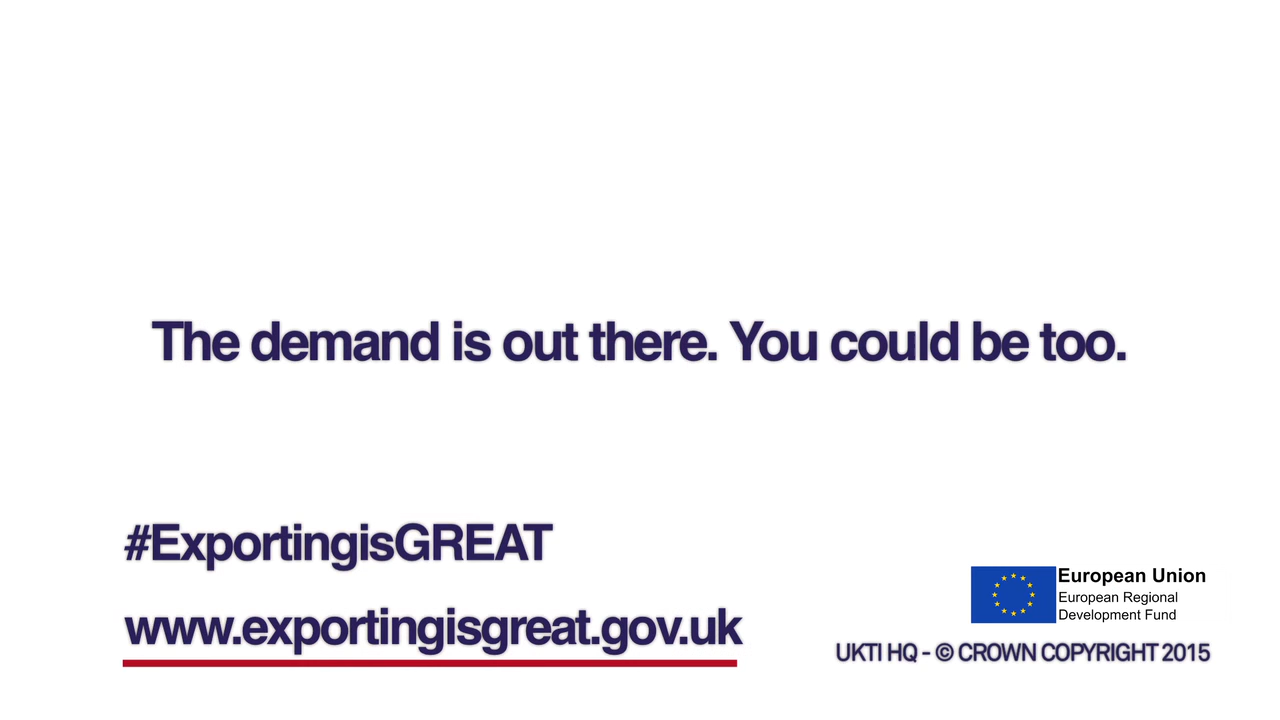 The demand is out there. You could be too.
#ExportingisGREAT
www.exportingisgreat.gov.uk
European Union
European Regional
Development Fund
UKTI HQ - © CROWN COPYRIGHT 2015